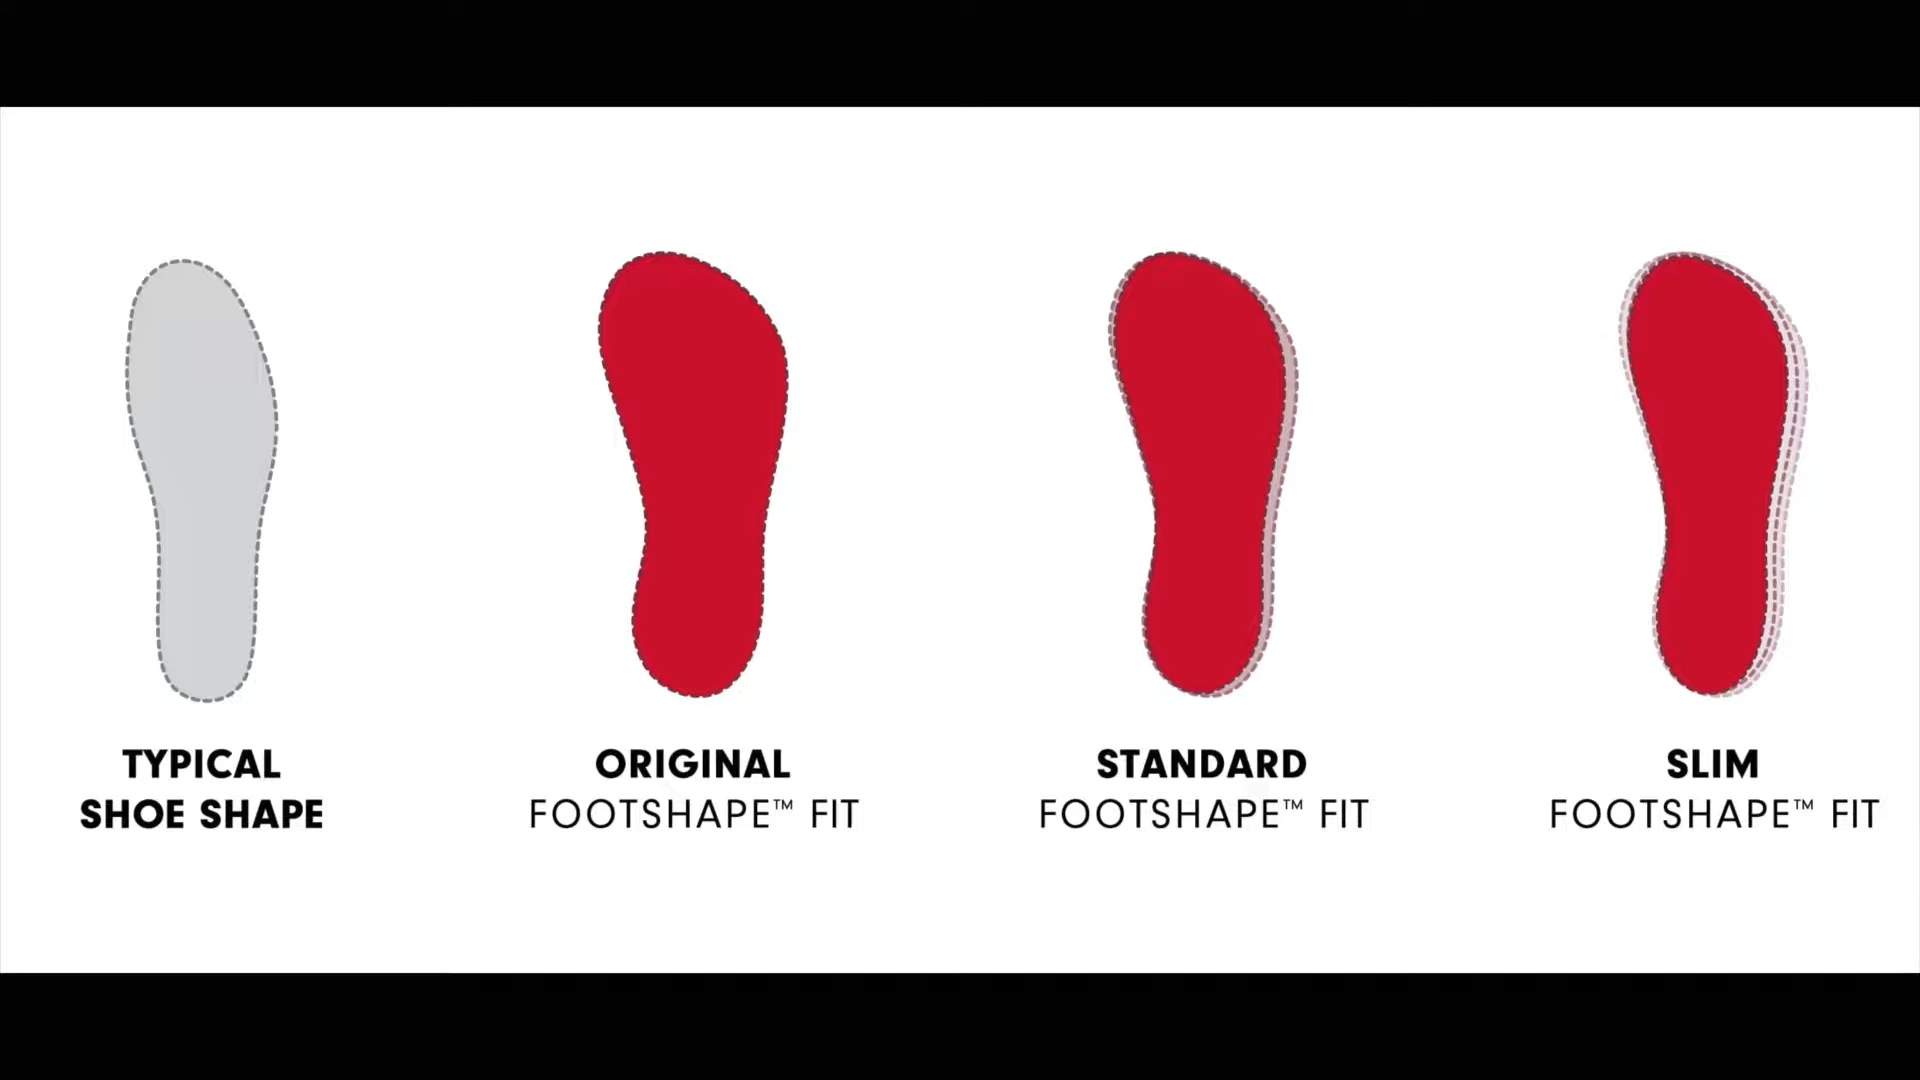 TYPICAL
SHOE SHAPE
ORIGINAL
FOOTSHAPE™ FIT
STANDARD
FOOTSHAPE™ FIT
SLIM
FOOTSHAPE™ FIT